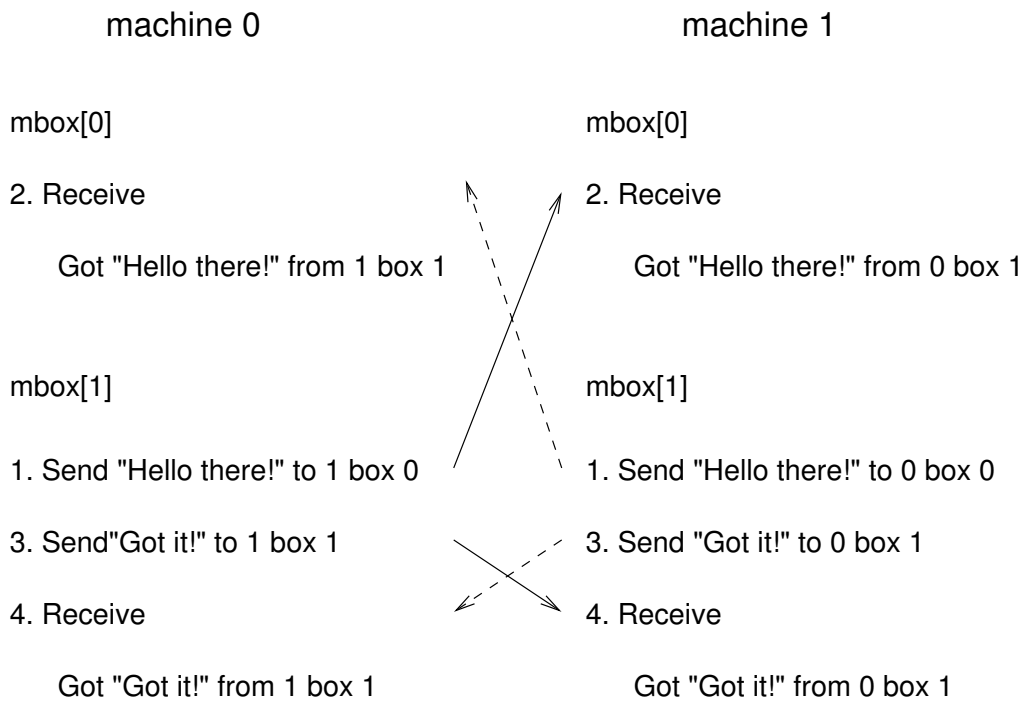 machine 0
mbox[0]
2. Receive
Got "Hello there!" from 1 box 1
mbox[1]
1. Send "Hello there!" to 1 box 0
3. Send"Got it!" to 1 box 1
4. Receive
Got "Got it!" from 1 box 1
machine 1
mbox[0]
2. Receive
Got "Hello there!" from 0 box 1
mbox[1]
1. Send "Hello there!" to 0 box 0
3. Send "Got it!" to 0 box 1
4. Receive
Got "Got it!" from 0 box 1